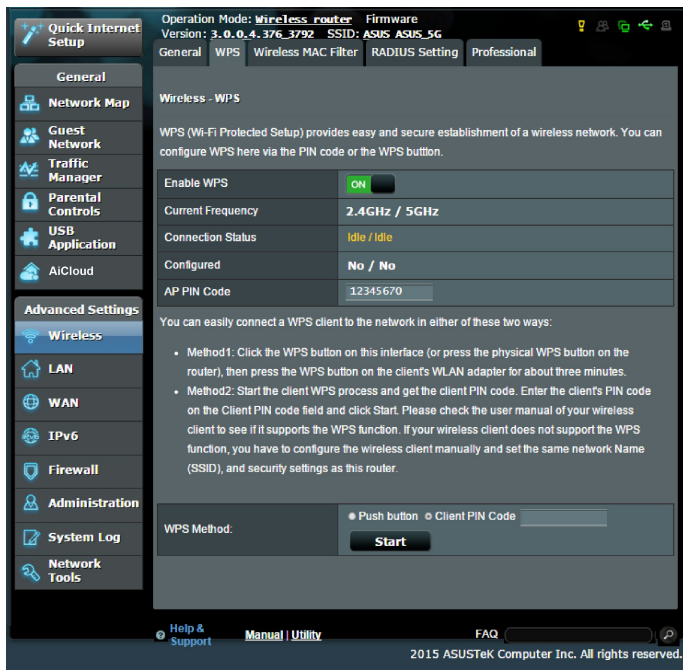 Quick Internet
Setup
Operation Mode: Wireless router Firmware
Version: 3.0.0.4.376_3792 SSID: ASUS ASUS_5G
General WPS Wireless MAC Filter RADIUS Setting Professional
General
Network Map
Guest
Network
Traffic
Manager
Parental
Controls
USB
Application
AiCloud
Advanced Settings
Wireless
LAN
WAN
IPv6
Firewall
Administration
System Log
Network
Tools
Wireless - WPS
WPS (Wi-Fi Protected Setup) provides easy and secure establishment of a wireless network. You can
configure WPS here via the PIN code or the WPS buttton.
Enable WPS ON
Current Frequency 2.4GHz / 5GHz
Connection Status Idle / Idle
Configured No / No
AP PIN Code 12345670
You can easily connect a WPS client to the network in either of these two ways:
• Method1: Click the WPS button on this interface (or press the physical WPS button on the
router), then press the WPS button on the client's WLAN adapter for about three minutes.
• Method2: Start the client WPS process and get the client PIN code. Enter the client's PIN code
on the Client PIN code field and click Start. Please check the user manual of your wireless
client to see if it supports the WPS function. If your wireless client does not support the WPS
function, you have to configure the wireless client manually and set the same network Name
(SSID), and security settings as this router.
WPS Method: Push button Client PIN Code
Start
Help &
Support
Manual | Utility
FAQ
2015 ASUSTeK Computer Inc. All rights reserved.